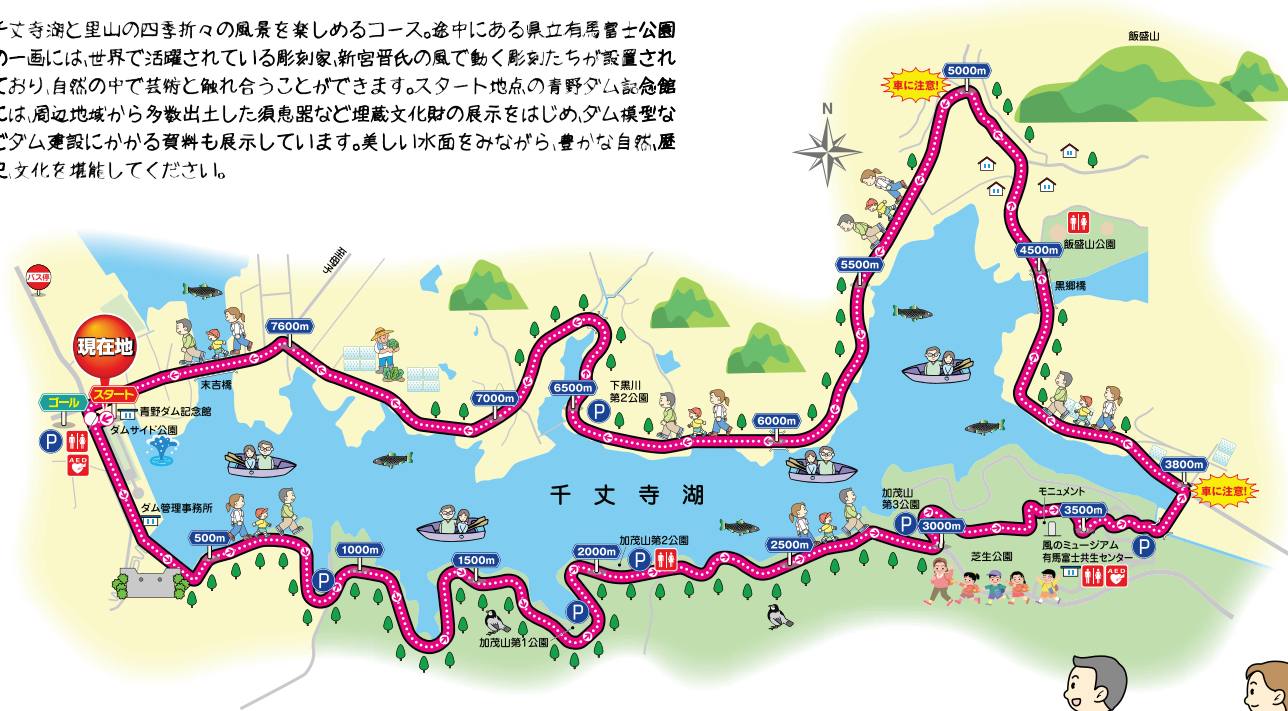 千丈寺湖と里山の四季折々の風景を楽しめるコース。途中にある県立有馬富士公園
の一画には、世界で活躍されている彫刻家、新宮晋氏の風で動く彫刻たちが設置され
ており、自然の中で芸術と触れ合うことができます。スタート地点の青野ダム記念館
には、周辺地域から多数出土した須恵器など埋蔵文化財の展示をはじめ、ダム模型な
どダム建設にかかる資料も展示しています。美しい水面をみながら、豊かな自然、歴
史、文化を堪能してください。
飯盛山
5000m
車に注意!
N
飯盛山公園
4500m
5500m
黒郷橋
バス停
至三田
7600m
現在地
末吉橋
スタート
ゴール
青野ダム記念館
ダムサイド公園
P
AED
7000m
6500m
下黒川
第2公園
P
6000m
3800m
車に注意!
千丈寺湖
ダム管理事務所
500m
1000m
P
1500m
加茂山第1公園
P
2000m
加茂山第2公園
P
2500m
加茂山
第3公園
P
3000m
モニュメント
3500m
風のミュージアム
有馬富士共生センター
芝生公園
AED
P